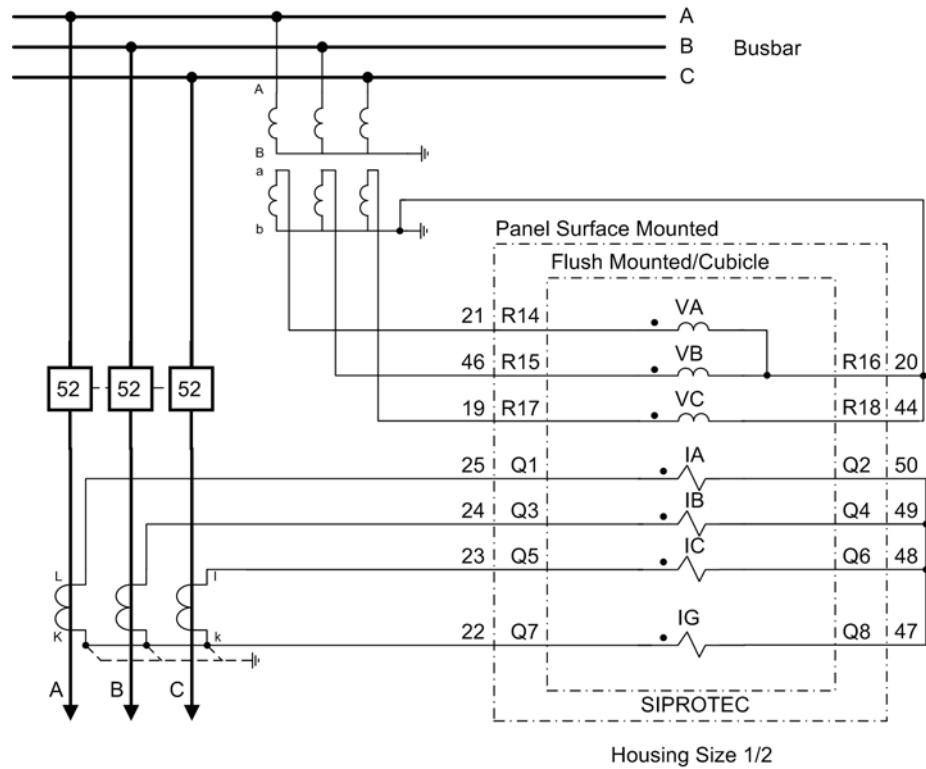 A
B Busbar
C
A
B
a
b
Panel Surface Mounted
Flush Mounted/Cubicle
21 R14 VA
46 R15 VB R16 20
19 R17 VC R18 44
52 52 52
25 Q1 IA Q2 50
24 Q3 IB Q4 49
23 Q5 IC Q6 48
L l
K k
22 Q7 IG Q8 47
A B C
SIPROTEC
Housing Size 1/2